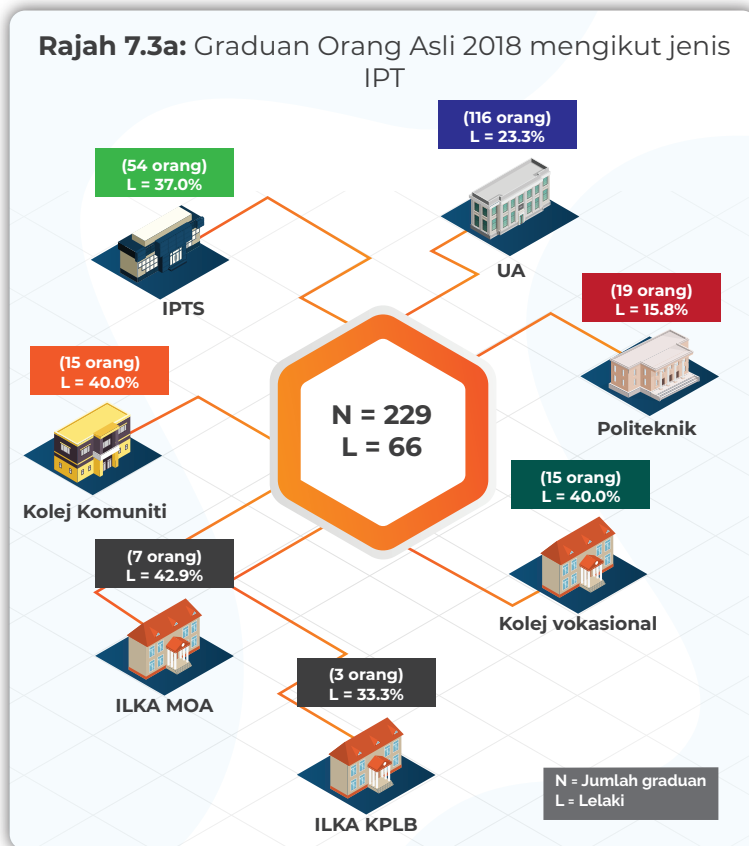 Rajah 7.3a: Graduan Orang Asli 2018 mengikut jenis
IPT
(116 orang)
L = 23.3%
UA
(54 orang)
L = 37.0%
IPTS
(19 orang)
L = 15.8%
Politeknik
(15 orang)
L = 40.0%
Kolej Komuniti
N = 229
L = 66
(15 orang)
L = 40.0%
Kolej vokasional
(7 orang)
L = 42.9%
ILKA MOA
(3 orang)
L = 33.3%
ILKA KPLB
N = Jumlah graduan
L = Lelaki